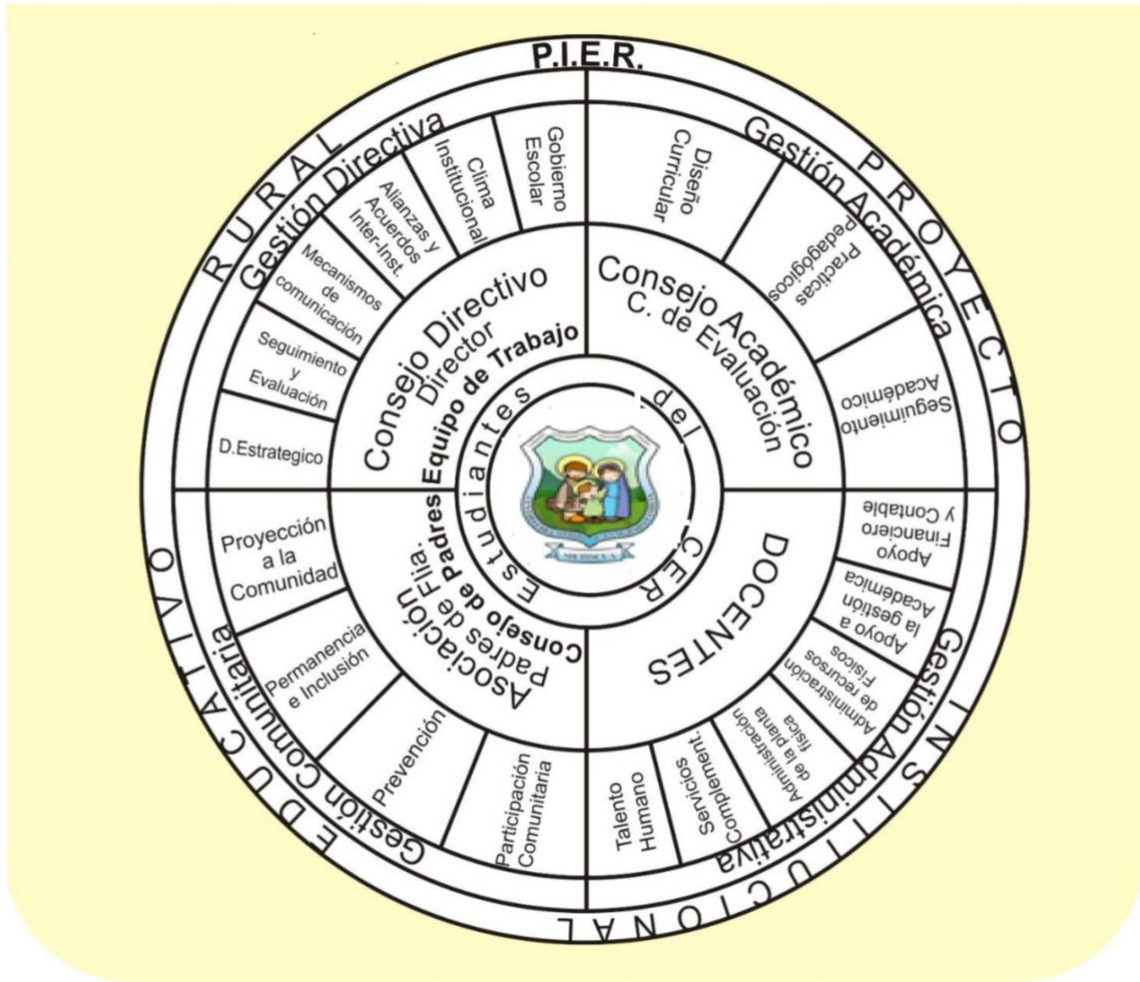 P.I.E.R.
PROYECTO
INSTITUCIONAL
EDUCATIVO
RURAL
Gestión Directiva
D.Estrategico
Seguimiento
y
Evaluación
Mecanismos
de
comunicación
Alianzas y
Acuerdos
Inter-Inst.
Clima
Institucional
Gobierno
Escolar
Consejo Directivo
Director
Equipo de Trabajo
Gestión Académica
Diseño
Curricular
Practicas
Pedagógicos
Seguimiento
Académico
Consejo Académico
C. de Evaluación
Gestión Administrativa
Apoyo
Financiero
y Contable
Apoyo a
la gestión
Académica
Administración
de recursos
Físicos
Administración
de la planta
física
Servicios
Complement.
Talento
Humano
DOCENTES
Gestión Comunitaria
Proyección
a la
Comunidad
Permanencia
e Inclusión
Prevención
Participación
Comunitaria
Asociación
Padres de Flia.
Consejo de Padres
Estudiantes del CER